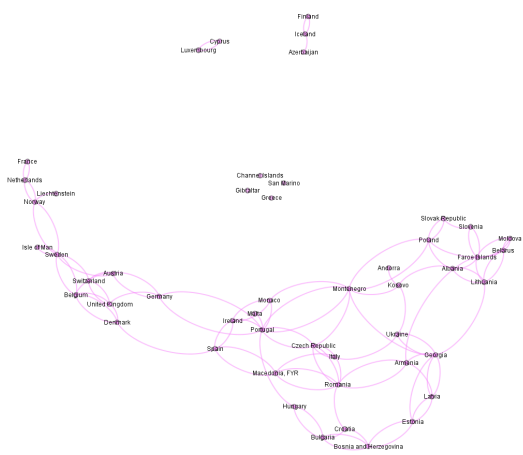 Finland
Iceland
Azerbaijan
Cyprus
Luxembourg
France
Netherlands
Liechtenstein
Norway
Channel Islands
San Marino
Gibraltar
Greece
Isle of Man
Sweden
Austria
Switzerland
Belgium
United Kingdom
Germany
Denmark
Slovak Republic
Slovenia
Poland
Moldova
Belarus
Faroe Islands
Albania
Lithuania
Andorra
Kosovo
Montenegro
Monaco
Malta
Ireland
Portugal
Spain
Ukraine
Czech Republic
Italy
Georgia
Armenia
Macedonia, FYR
Romania
Latvia
Hungary
Estonia
Croatia
Bulgaria
Bosnia and Herzegovina